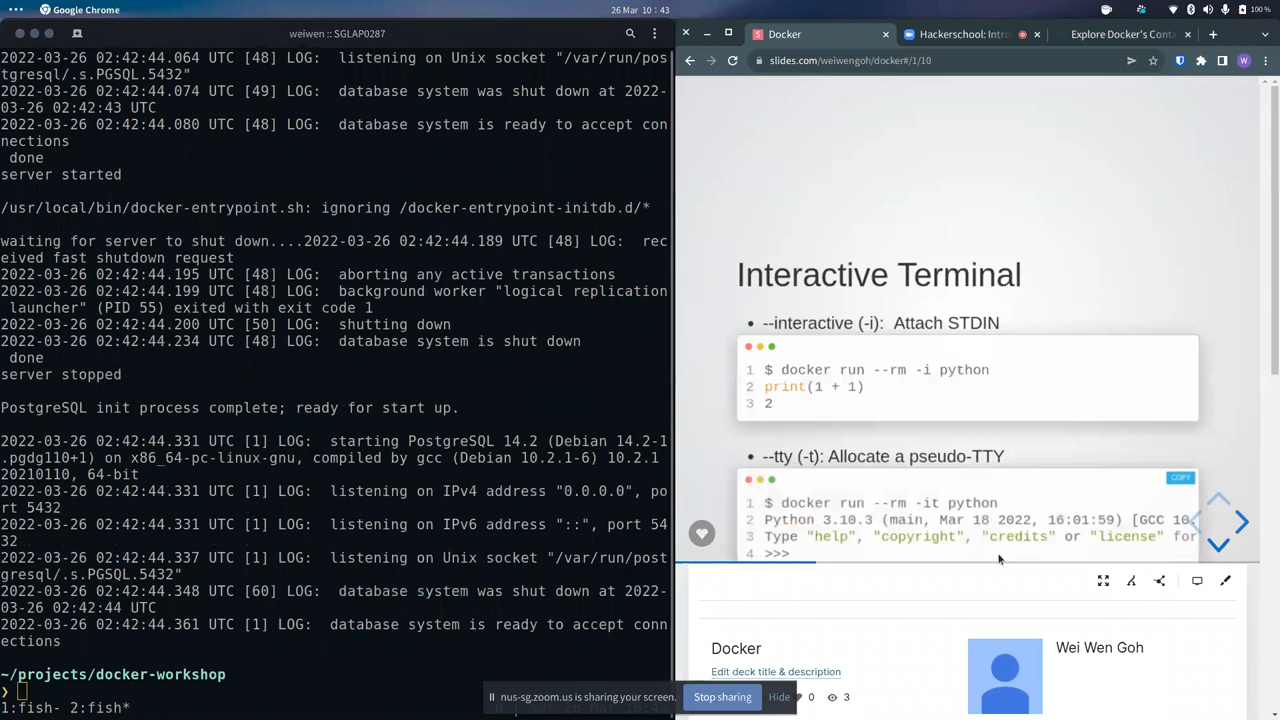 Google Chrome
26 Mar 10:43
100 %
weiwen :: SGLAP0287
2022-03-26 02:42:44.064 UTC [48] LOG:  listening on Unix socket "/var/run/pos
tgresql/.s.PGSQL.5432"
2022-03-26 02:42:44.074 UTC [49] LOG:  database system was shut down at 2022-
03-26 02:42:43 UTC
2022-03-26 02:42:44.080 UTC [48] LOG:  database system is ready to accept con
nections
done
server started
/usr/local/bin/docker-entrypoint.sh: ignoring /docker-entrypoint-initdb.d/*
waiting for server to shut down....2022-03-26 02:42:44.189 UTC [48] LOG:  rec
eived fast shutdown request
2022-03-26 02:42:44.195 UTC [48] LOG:  aborting any active transactions
2022-03-26 02:42:44.199 UTC [48] LOG:  background worker "logical replication
launcher" (PID 55) exited with exit code 1
2022-03-26 02:42:44.200 UTC [50] LOG:  shutting down
2022-03-26 02:42:44.234 UTC [48] LOG:  database system is shut down
done
server stopped
PostgreSQL init process complete; ready for start up.
2022-03-26 02:42:44.331 UTC [1] LOG:  starting PostgreSQL 14.2 (Debian 14.2-1
.pgdg110+1) on x86_64-pc-linux-gnu, compiled by gcc (Debian 10.2.1-6) 10.2.1
20210110, 64-bit
2022-03-26 02:42:44.331 UTC [1] LOG:  listening on IPv4 address "0.0.0.0", po
rt 5432
2022-03-26 02:42:44.331 UTC [1] LOG:  listening on IPv6 address "::", port 54
32
2022-03-26 02:42:44.337 UTC [1] LOG:  listening on Unix socket "/var/run/post
gresql/.s.PGSQL.5432"
2022-03-26 02:42:44.348 UTC [60] LOG:  database system was shut down at 2022-
03-26 02:42:44 UTC
2022-03-26 02:42:44.361 UTC [1] LOG:  database system is ready to accept conn
ections
~/projects/docker-workshop
❯
1:fish- 2:fish*
Docker
Hackerschool: Intro
Explore Docker's Conta
slides.com/weiwengoh/docker#/1/10
W
Interactive Terminal
• --interactive (-i):  Attach STDIN
1 $ docker run --rm -i python
2 print(1 + 1)
3 2
• --tty (-t): Allocate a pseudo-TTY
COPY
1 $ docker run --rm -it python
2 Python 3.10.3 (main, Mar 18 2022, 16:01:59) [GCC 10
3 Type "help", "copyright", "credits" or "license" for
4 >>>
Docker
Edit deck title & description
0
3
Wei Wen Goh
nus-sg.zoom.us is sharing your screen.
Stop sharing
Hide